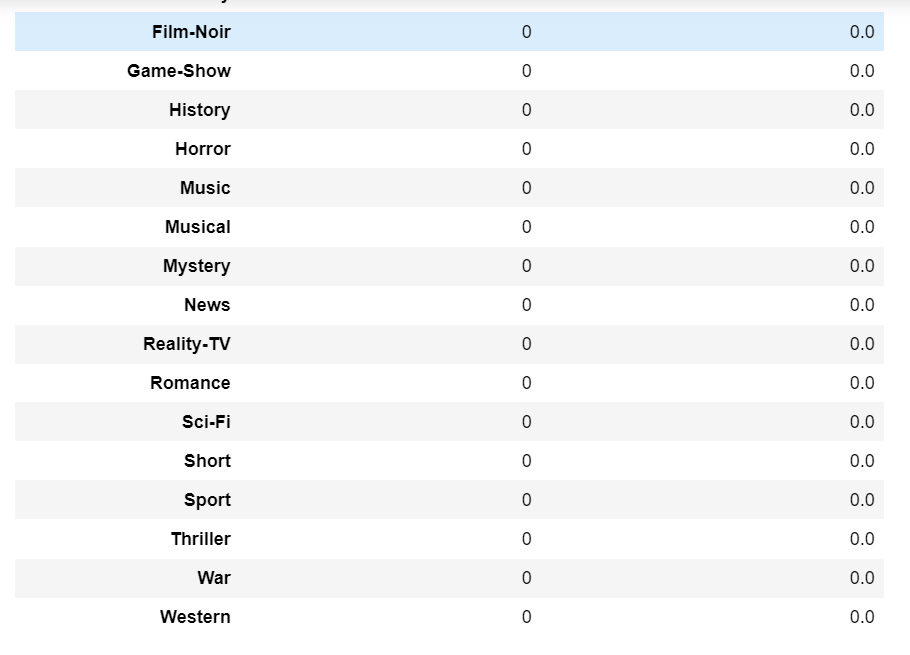 Film-Noir 0 0.0
Game-Show 0 0.0
History 0 0.0
Horror 0 0.0
Music 0 0.0
Musical 0 0.0
Mystery 0 0.0
News 0 0.0
Reality-TV 0 0.0
Romance 0 0.0
Sci-Fi 0 0.0
Short 0 0.0
Sport 0 0.0
Thriller 0 0.0
War 0 0.0
Western 0 0.0